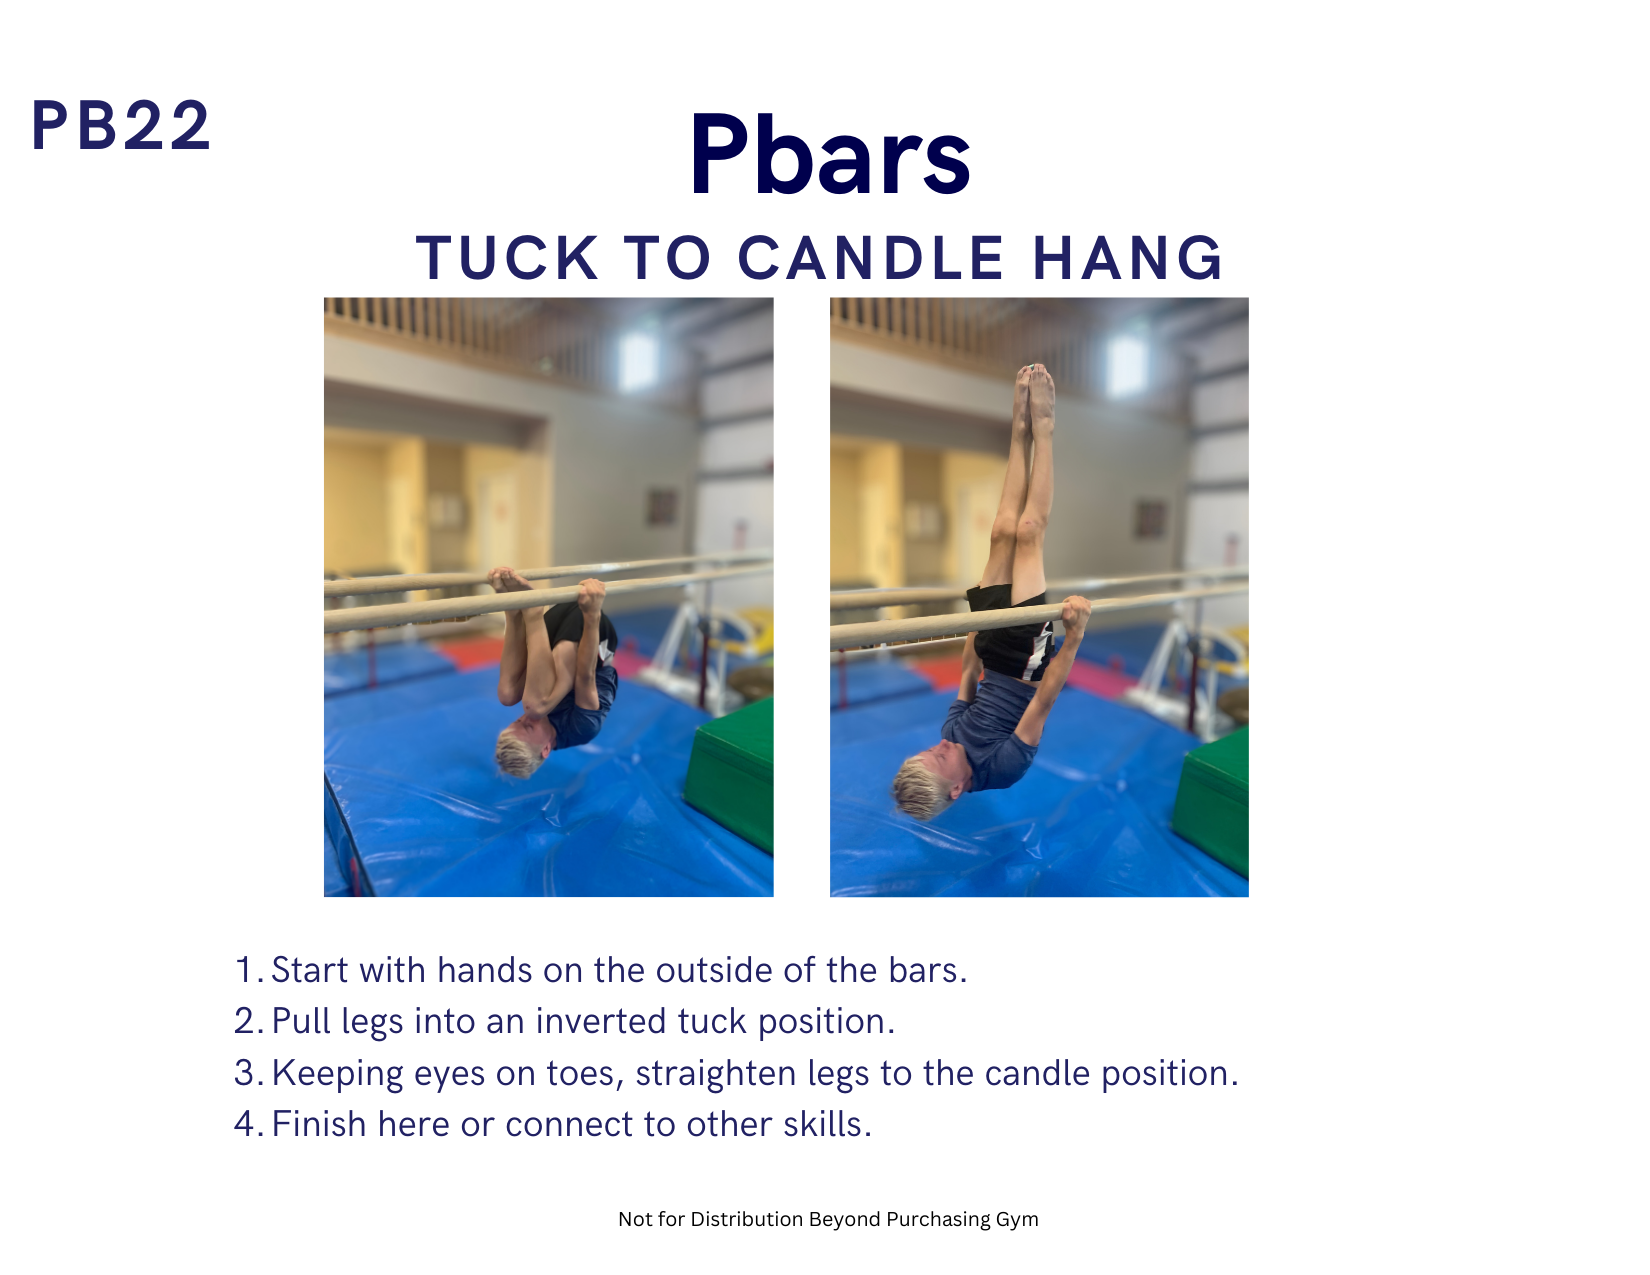 PB22
Pbars
TUCK TO CANDLE HANG
1. Start with hands on the outside of the bars.
2. Pull legs into an inverted tuck position.
3. Keeping eyes on toes, straighten legs to the candle position.
4. Finish here or connect to other skills.
Not for Distribution Beyond Purchasing Gym